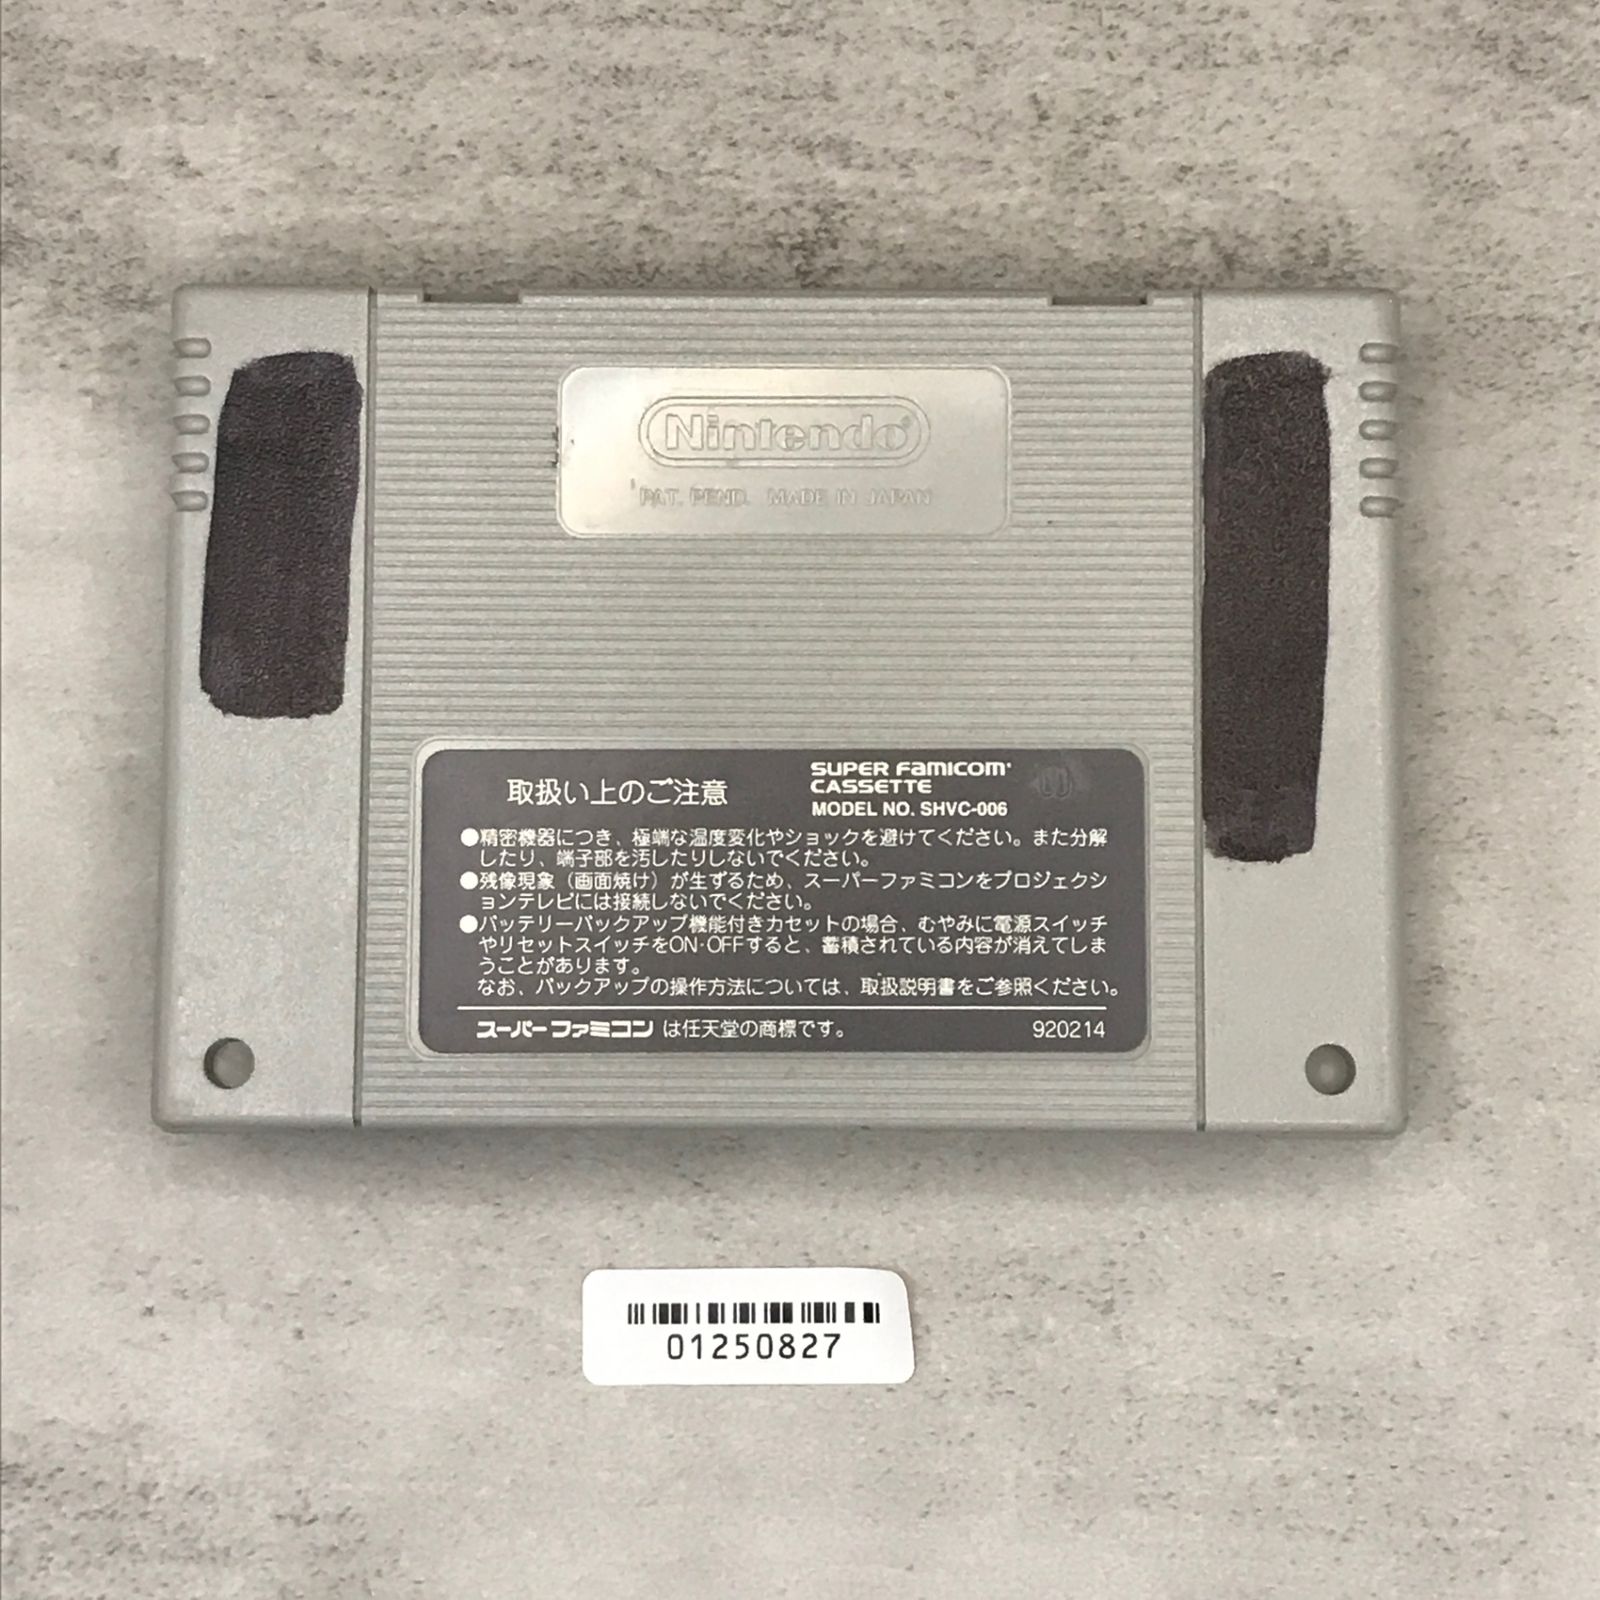 Nintendo®
PAT. PEND. MADE IN JAPAN
取扱い上のご注意
SUPER FAMICOM
CASSETTE
MODEL NO. SHVC-006
●精密機器につき、極端な温度変化やショックを避けてください。また分解
したり、端子部を汚したりしないでください。
●残像現象（画面焼け）が生ずるため、スーパーファミコンをプロジェクシ
ョンテレビには接続しないでください。
●バッテリーバックアップ機能付きカセットの場合、むやみに電源スイッチ
やリセットスイッチをON・OFFすると、蓄積されている内容が消えてしま
うことがあります。
なお、バックアップの操作方法については、取扱説明書をご参照ください。
スーパーファミコン は任天堂の商標です。 920214
01250827